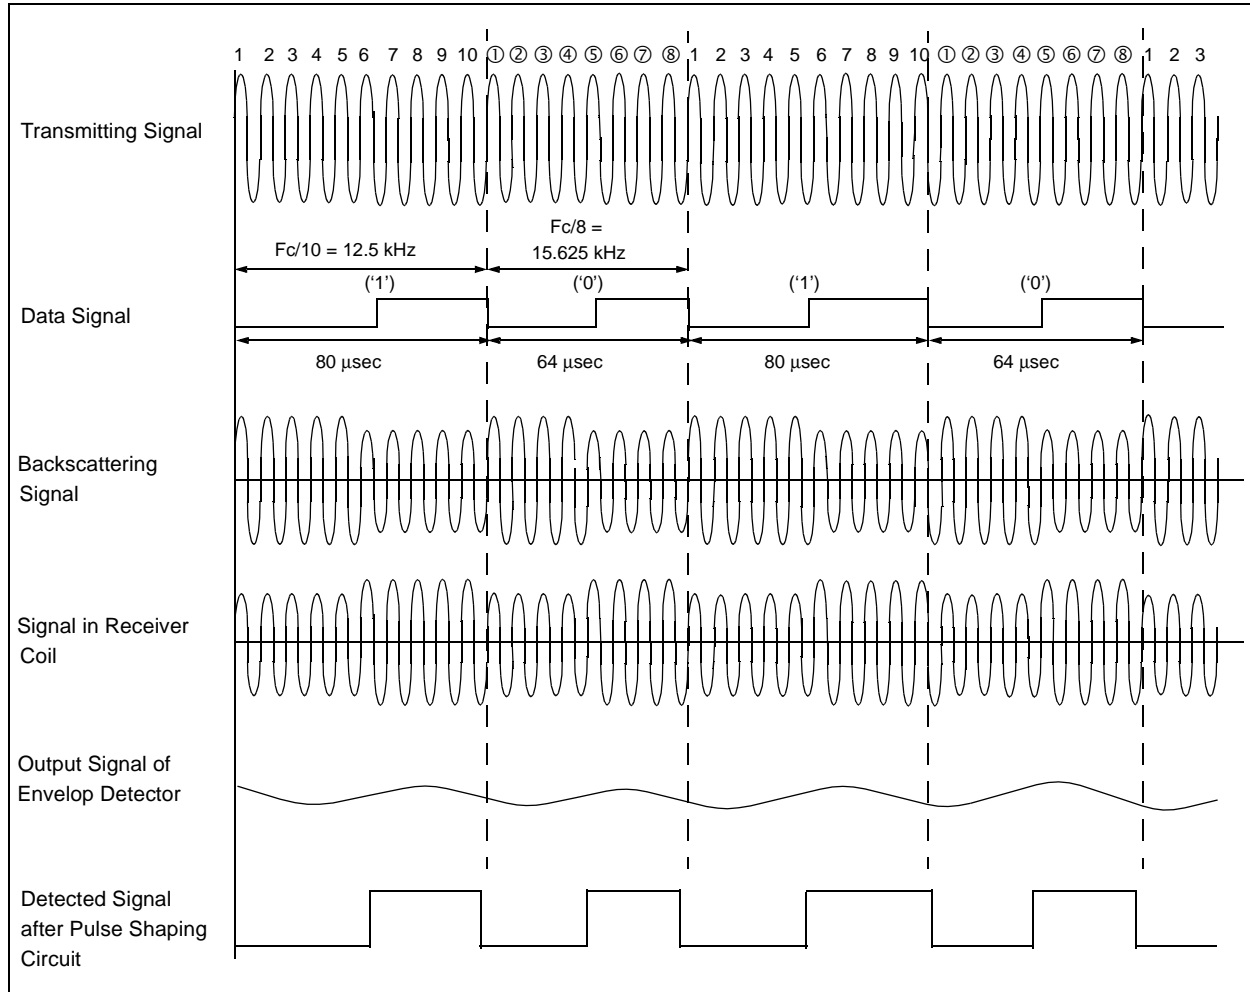 1 2 3 4 5 6 7 8 9 10 ① ② ③ ④ ⑤ ⑥ ⑦ ⑧ 1 2 3 4 5 6 7 8 9 10 ① ② ③ ④ ⑤ ⑥ ⑦ ⑧ 1 2 3
Transmitting Signal
Fc/10 = 12.5 kHz
Fc/8 =
15.625 kHz
Data Signal
('1') ('0') ('1') ('0')
80 μsec 64 μsec 80 μsec 64 μsec
Backscattering
Signal
Signal in Receiver
Coil
Output Signal of
Envelop Detector
Detected Signal
after Pulse Shaping
Circuit